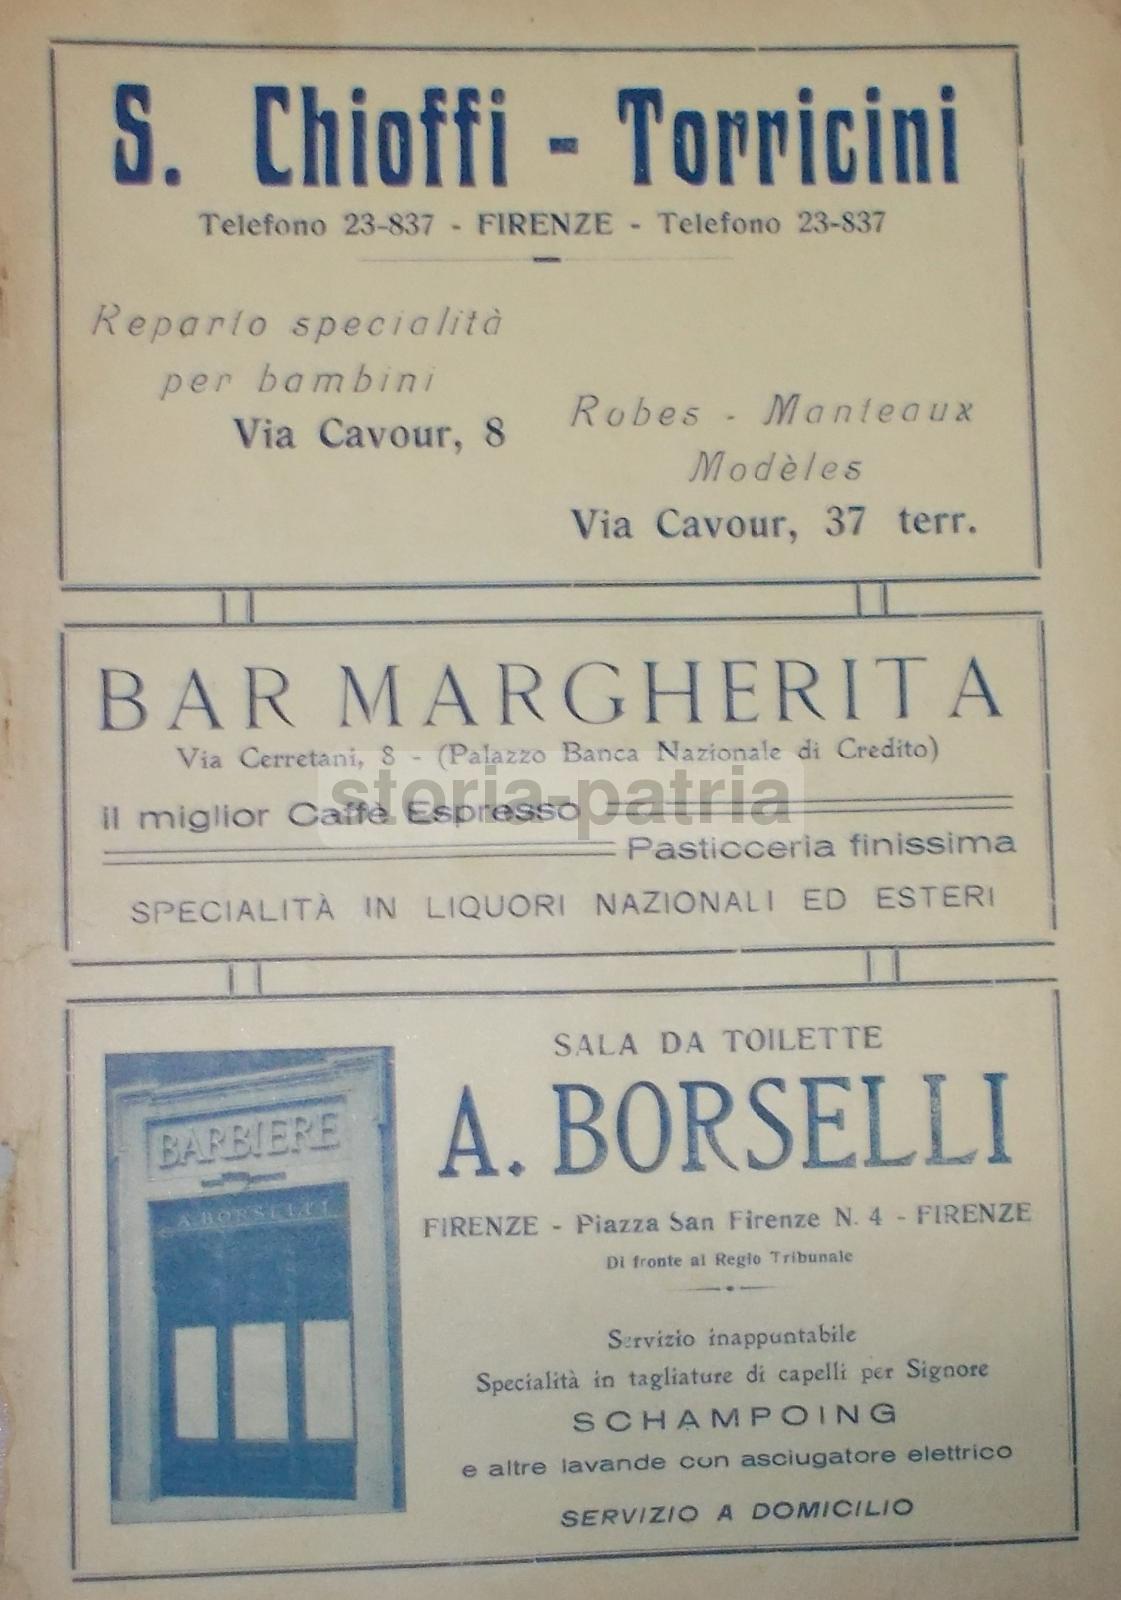 S. Chioffi - Torricini
Telefono 23-837 - FIRENZE - Telefono 23-837
Reparto specialità
per bambini
Via Cavour, 8
Robes - Manteaux
Modèles
Via Cavour, 37 terr.
BAR MARGHERITA
Via Cerretani, 8 - (Palazzo Banca Nazionale di Credito)
storia-patria
il miglior Caffè Espresso
Pasticceria finissima
SPECIALITÀ IN LIQUORI NAZIONALI ED ESTERI
BARBIERE
A. BORSELLI
SALA DA TOILETTE
A. BORSELLI
FIRENZE - Piazza San Firenze N. 4 - FIRENZE
Di fronte al Regio Tribunale
Servizio inappuntabile
Specialità in tagliature di capelli per Signore
SCHAMPOING
e altre lavande con asciugatore elettrico
SERVIZIO A DOMICILIO